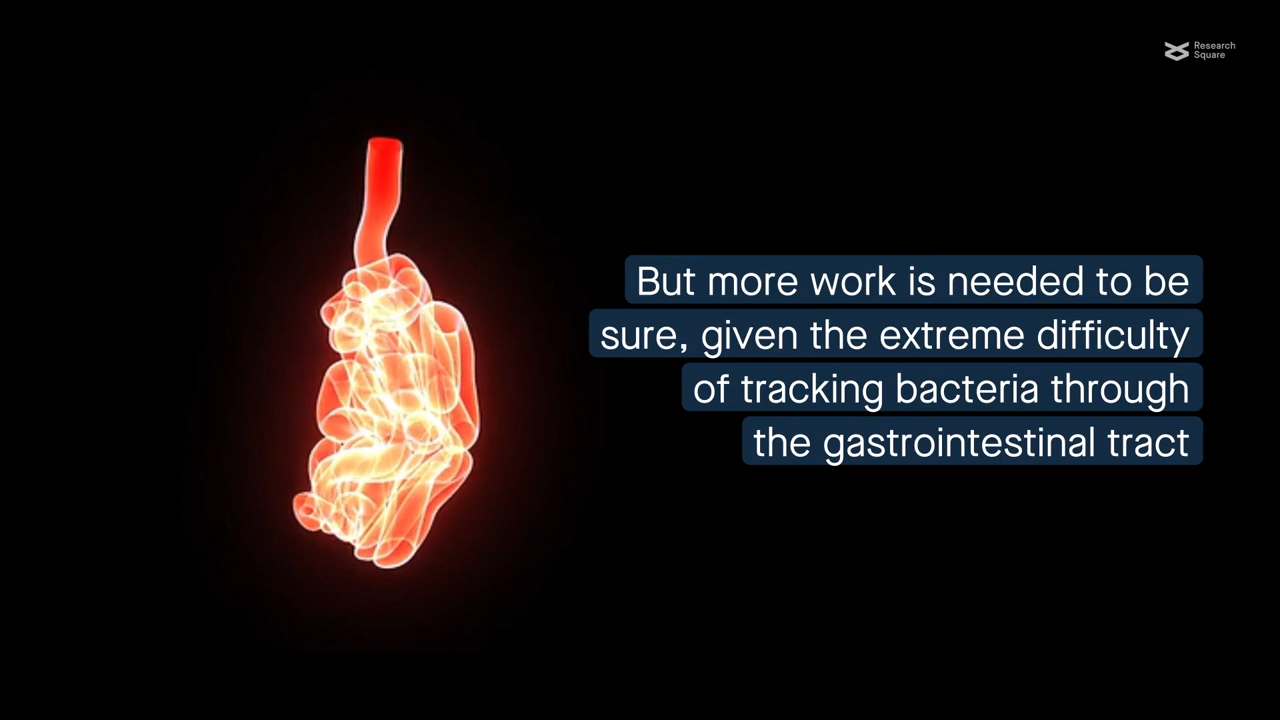 Research
Square
But more work is needed to be
sure, given the extreme difficulty
of tracking bacteria through
the gastrointestinal tract